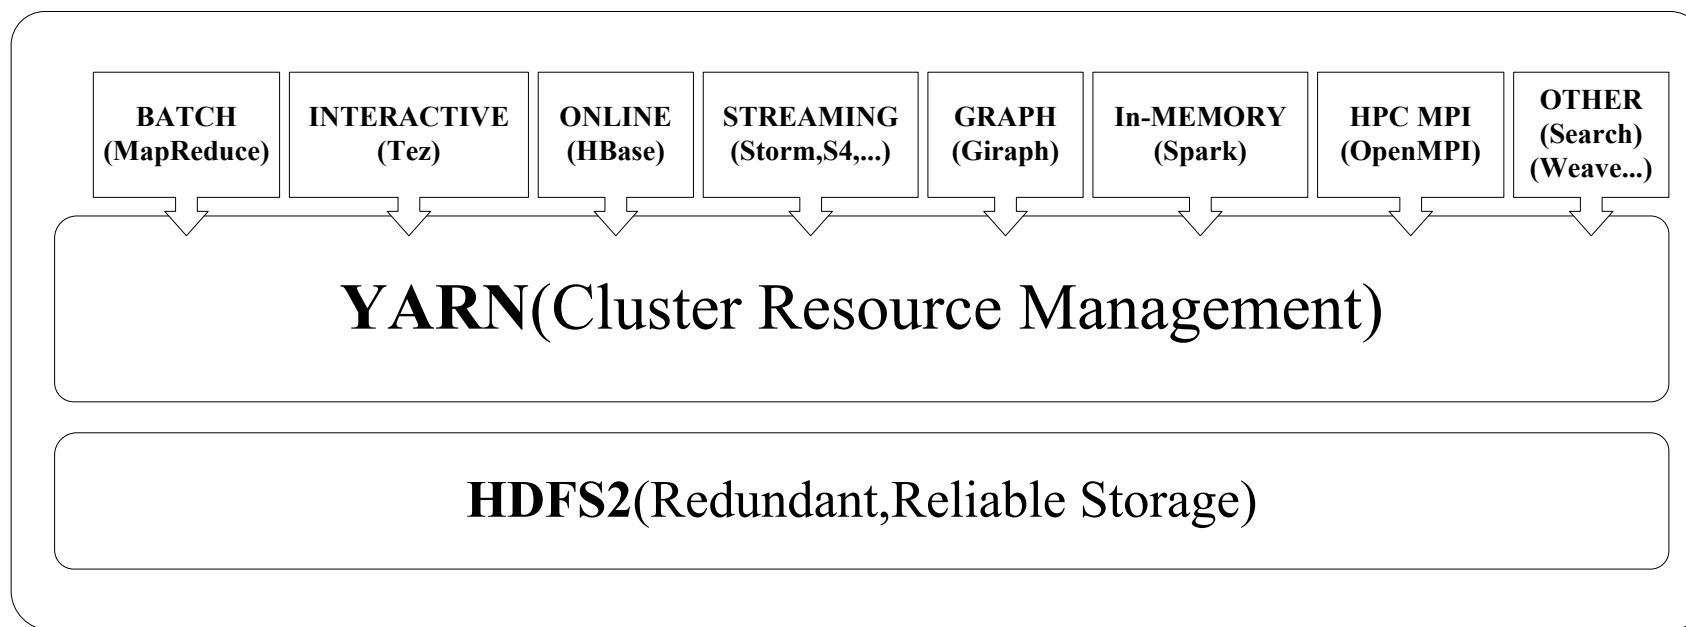 BATCH
(MapReduce)
INTERACTIVE
(Tez)
ONLINE
(HBase)
STREAMING
(Storm,S4,...)
GRAPH
(Giraph)
In-MEMORY
(Spark)
HPC MPI
(OpenMPI)
OTHER
(Search)
(Weave...)
YARN(Cluster Resource Management)
HDFS2(Redundant,Reliable Storage)